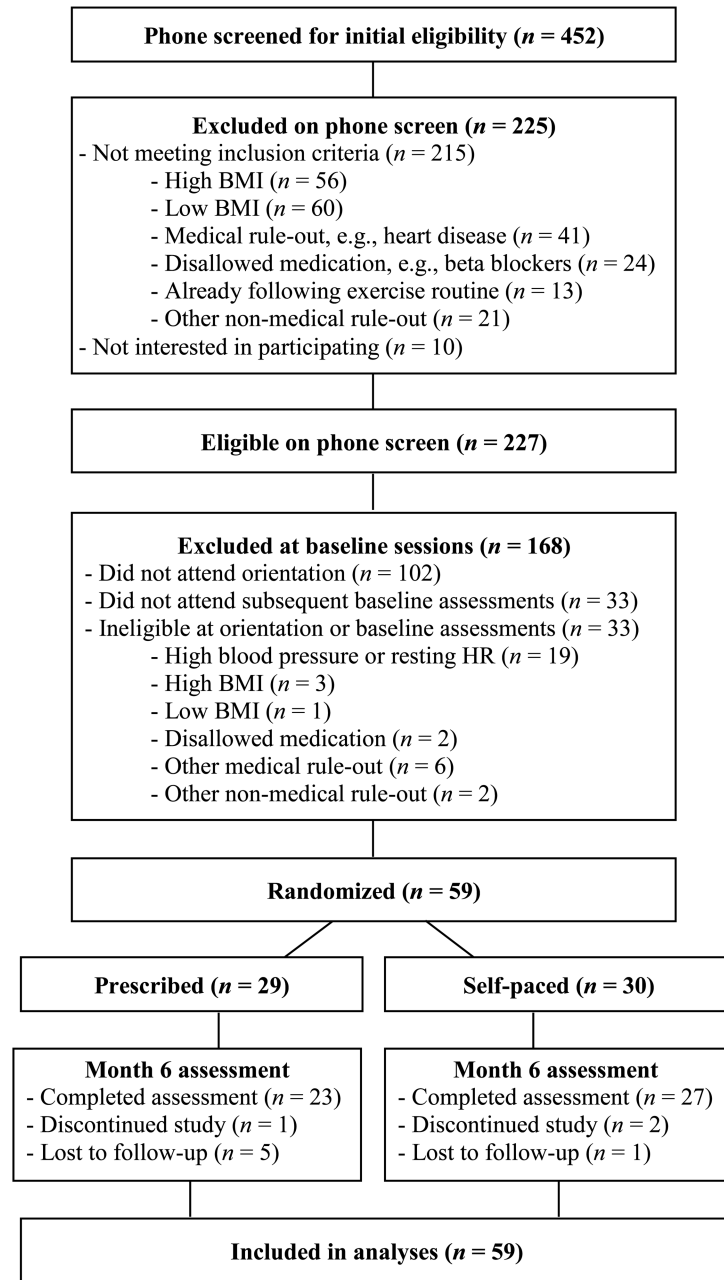 Phone screened for initial eligibility (n = 452)
Excluded on phone screen (n = 225)
- Not meeting inclusion criteria (n = 215)
- High BMI (n = 56)
- Low BMI (n = 60)
- Medical rule-out, e.g., heart disease (n = 41)
- Disallowed medication, e.g., beta blockers (n = 24)
- Already following exercise routine (n = 13)
- Other non-medical rule-out (n = 21)
- Not interested in participating (n = 10)
Eligible on phone screen (n = 227)
Excluded at baseline sessions (n = 168)
- Did not attend orientation (n = 102)
- Did not attend subsequent baseline assessments (n = 33)
- Ineligible at orientation or baseline assessments (n = 33)
- High blood pressure or resting HR (n = 19)
- High BMI (n = 3)
- Low BMI (n = 1)
- Disallowed medication (n = 2)
- Other medical rule-out (n = 6)
- Other non-medical rule-out (n = 2)
Randomized (n = 59)
Prescribed (n = 29)
Self-paced (n = 30)
Month 6 assessment
- Completed assessment (n = 23)
- Discontinued study (n = 1)
- Lost to follow-up (n = 5)
Month 6 assessment
- Completed assessment (n = 27)
- Discontinued study (n = 2)
- Lost to follow-up (n = 1)
Included in analyses (n = 59)